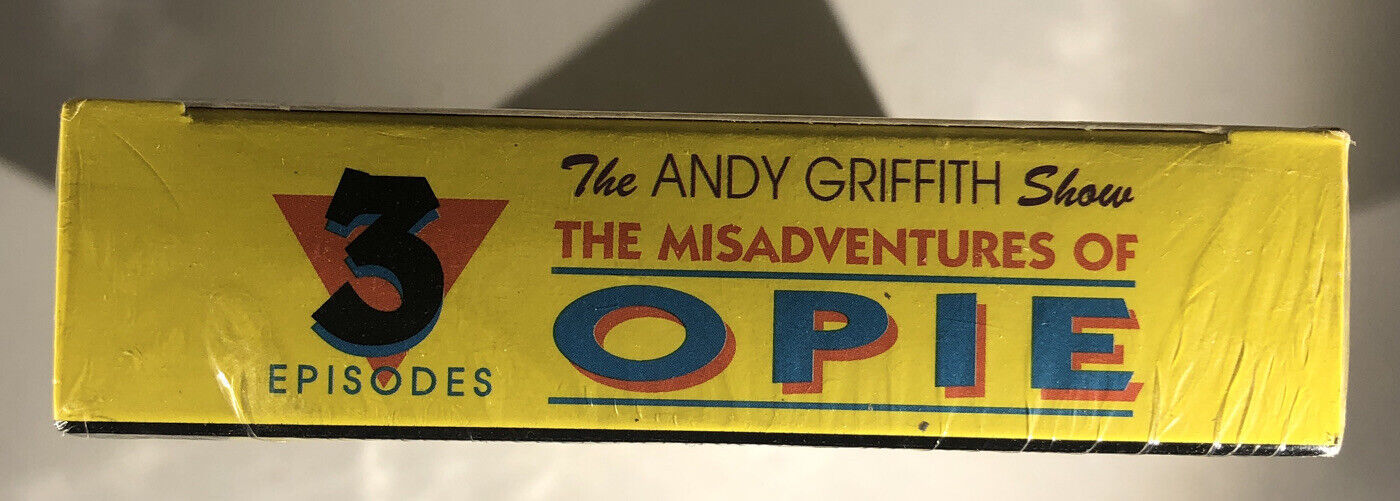 3
EPISODES
The ANDY GRIFFITH Show
THE MISADVENTURES OF
OPIE